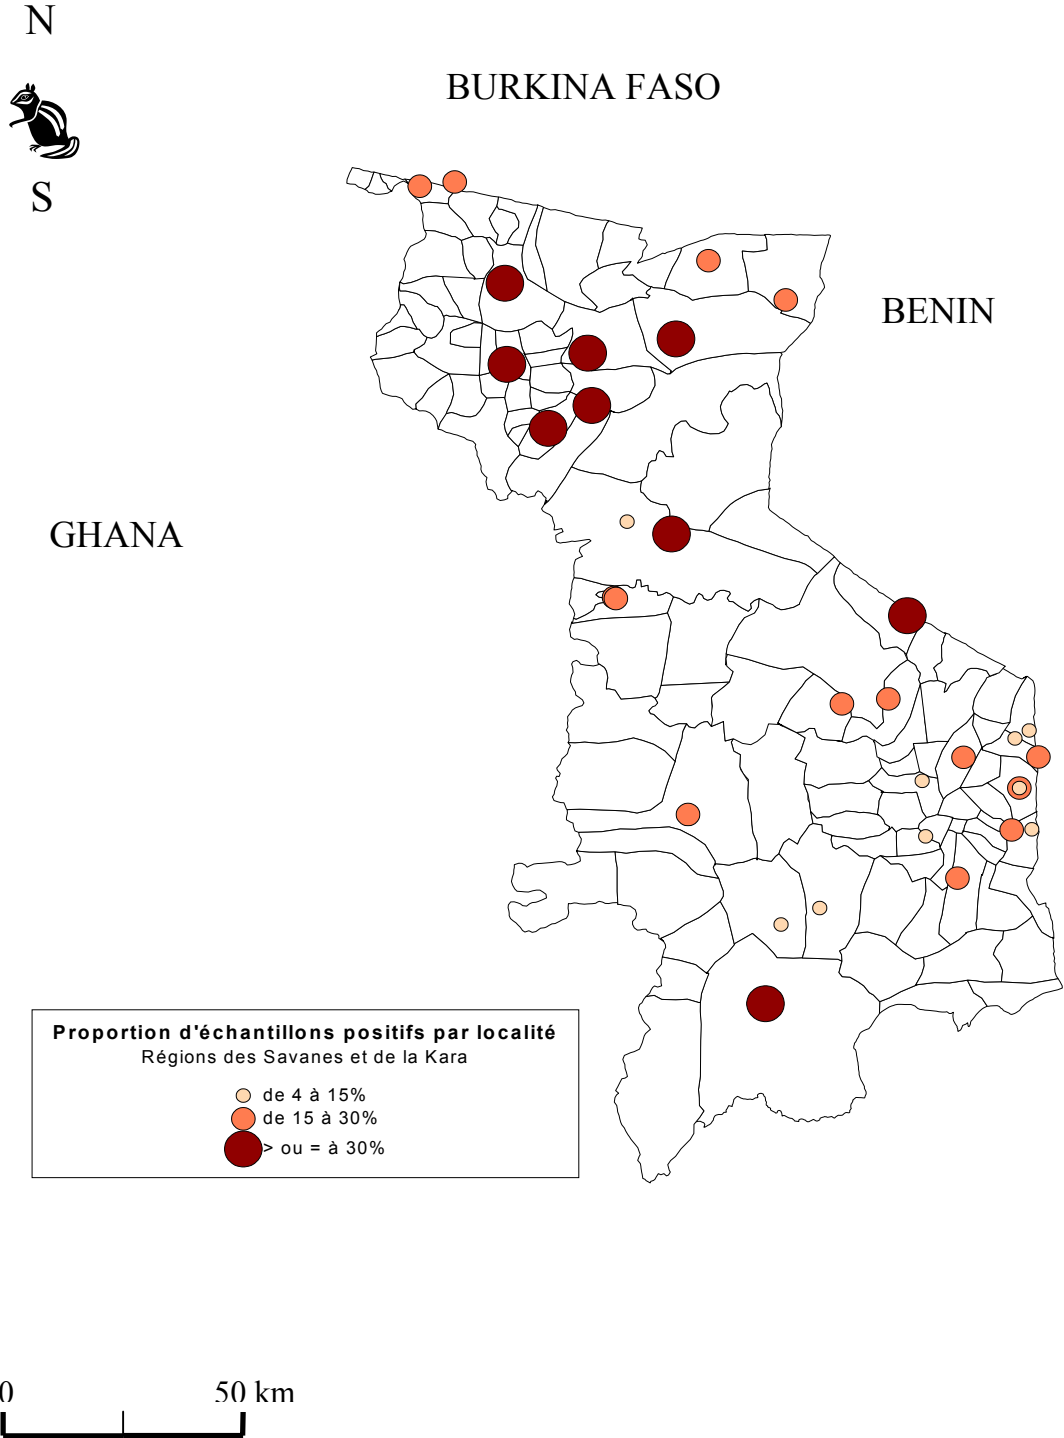 N
BURKINA FASO
S
BENIN
GHANA
Proportion d'échantillons positifs par localité
Régions des Savanes et de la Kara
de 4 à 15%
de 15 à 30%
> ou = à 30%
0 50 km